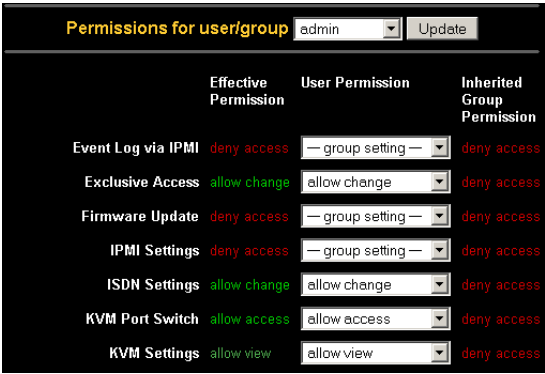 Permissions for user/group admin Update
Effective Permission User Permission Inherited Group Permission
Event Log via IPMI deny access — group setting — deny access
Exclusive Access allow change allow change deny access
Firmware Update deny access — group setting — deny access
IPMI Settings deny access — group setting — deny access
ISDN Settings allow change allow change deny access
KVM Port Switch allow access allow access deny access
KVM Settings allow view allow view deny access